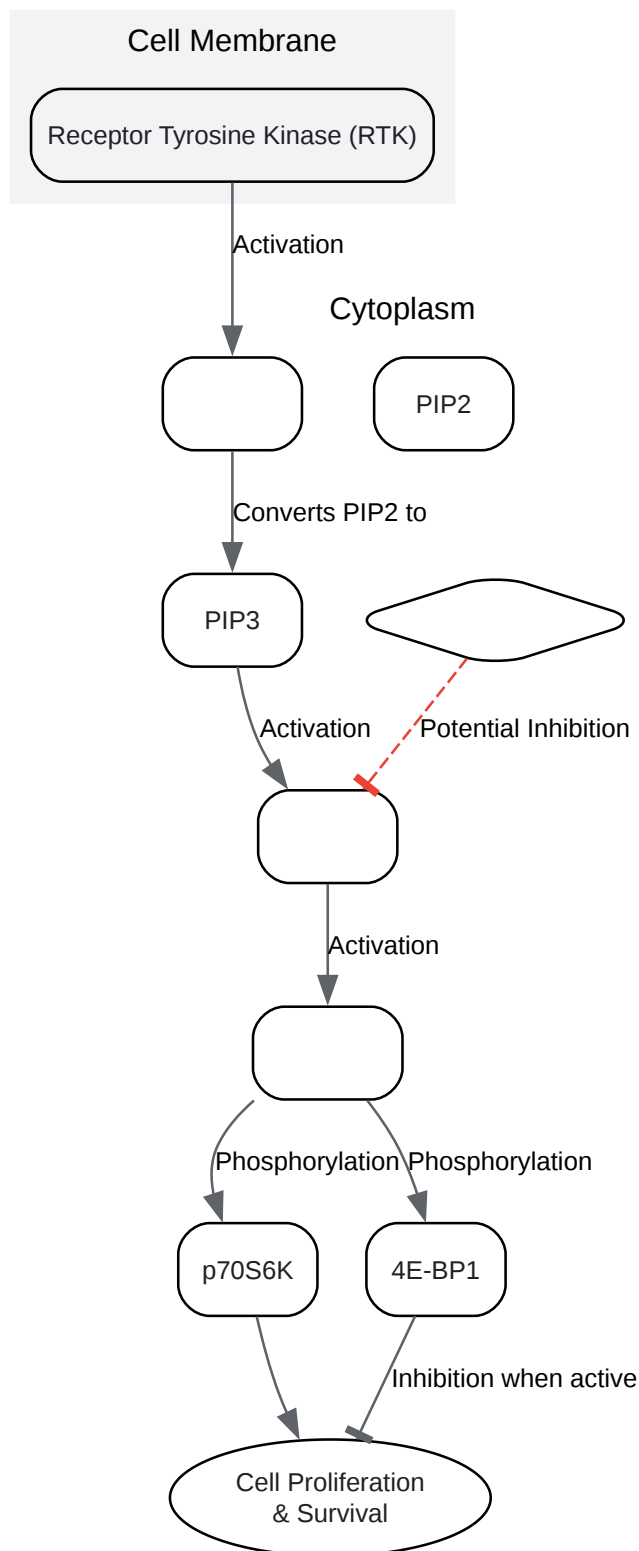 Cell Membrane
Receptor Tyrosine Kinase (RTK)
Activation
Cytoplasm
PIP2
Converts PIP2 to
PIP3
Activation
Potential Inhibition
Activation
Phosphorylation
Phosphorylation
p70S6K
4E-BP1
Inhibition when active
Cell Proliferation
& Survival